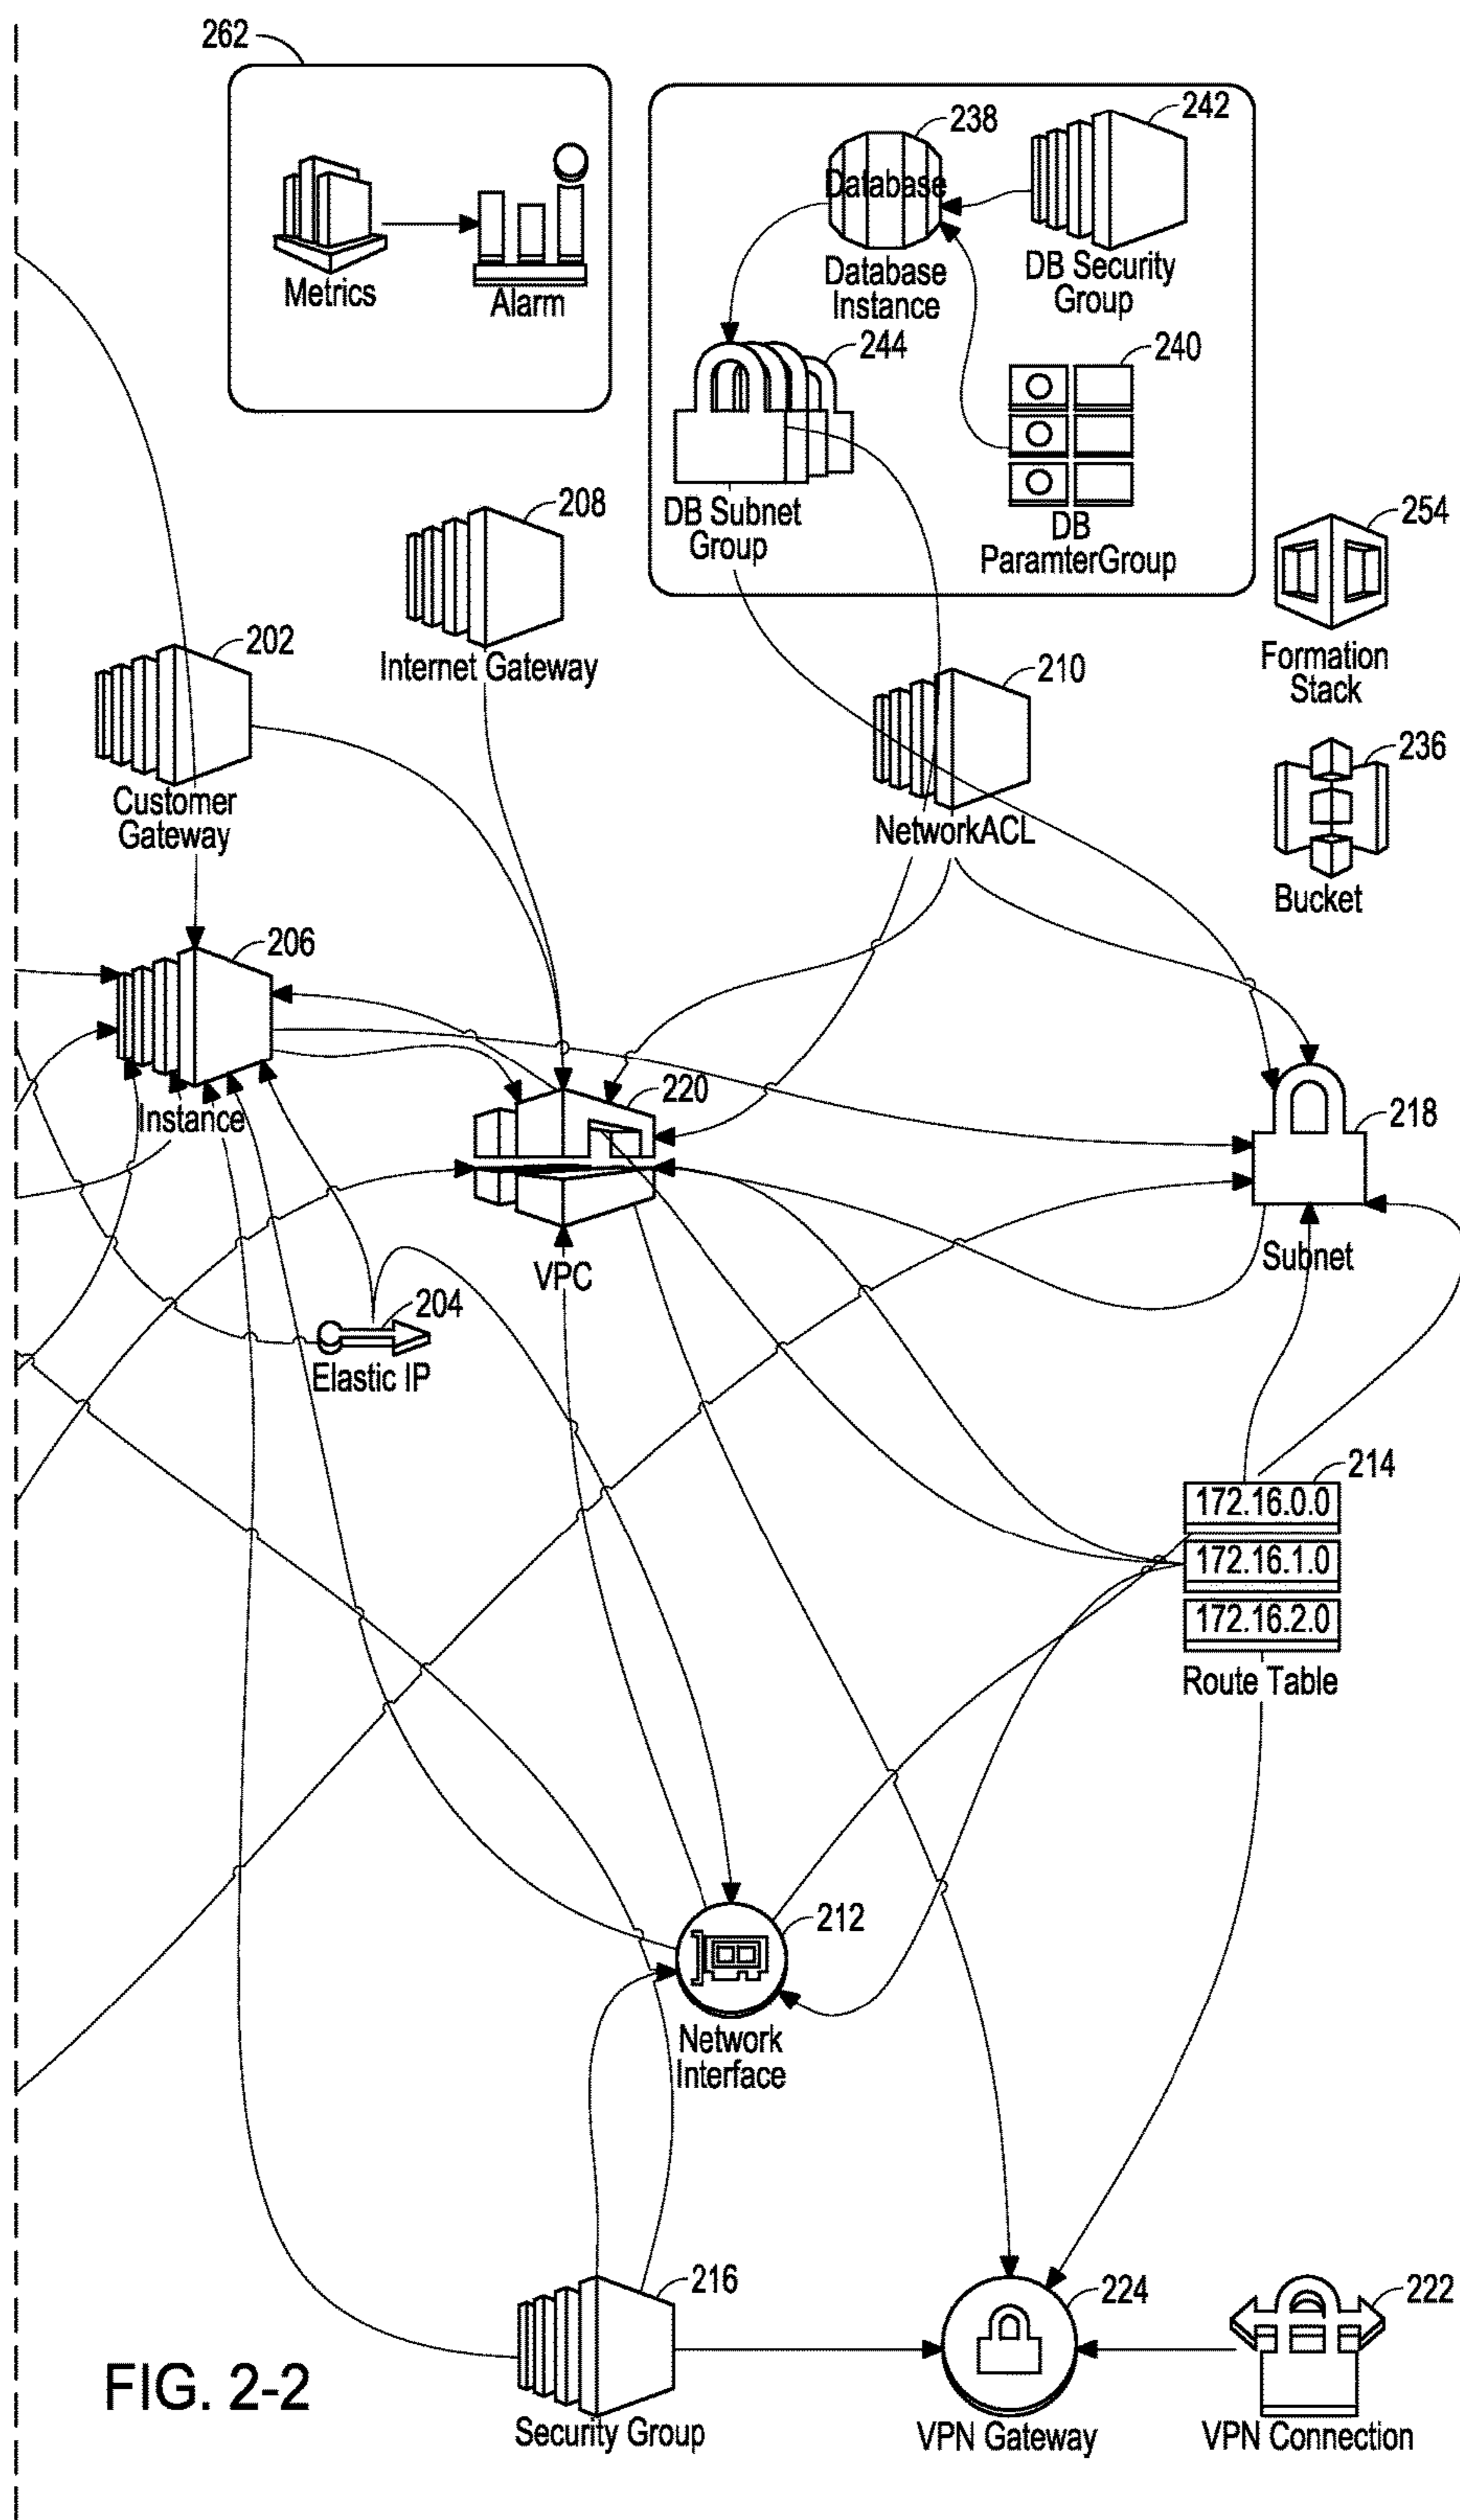 262
238
242
Database
Metrics
Alarm
Database
Instance
DB Security
Group
244
240
208
DB Subnet
Group
DB
ParamterGroup
254
202
Internet Gateway
210
Formation
Stack
236
Customer
Gateway
NetworkACL
Bucket
206
220
218
Instance
VPC
Subnet
204
Elastic IP
214
172.16.0.0
172.16.1.0
172.16.2.0
Route Table
212
Network
Interface
216
224
222
FIG. 2-2
Security Group
VPN Gateway
VPN Connection